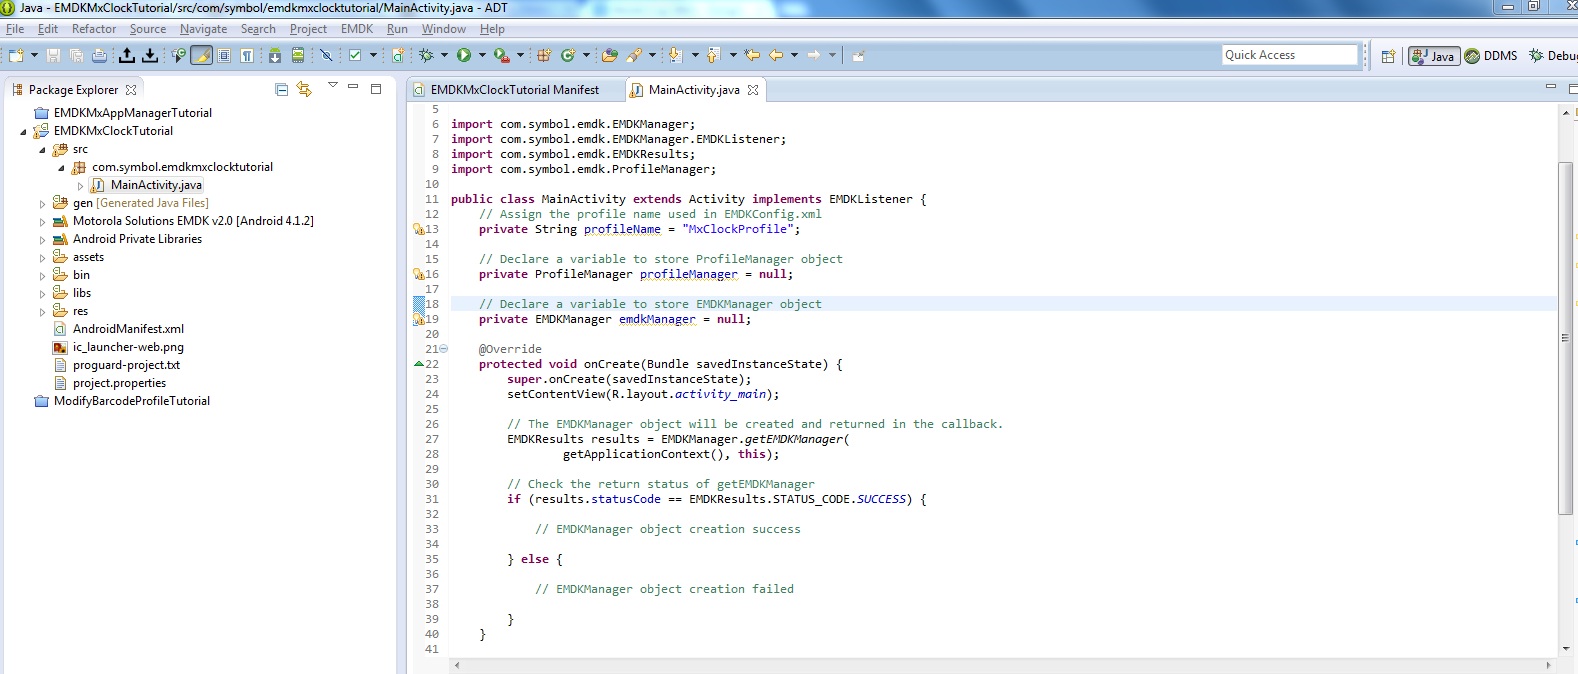 Java - EMDKMxClockTutorial/src/com/symbol/emdkmxclocktutorial/MainActivity.java - ADT
File Edit Refactor Source Navigate Search Project EMDK Run Window Help
Quick Access
Java DDMS Debu
Package Explorer
EMDKMxAppManagerTutorial
EMDKMxClockTutorial
src
com.symbol.emdkmxclocktutorial
MainActivity.java
gen [Generated Java Files]
Motorola Solutions EMDK v2.0 [Android 4.1.2]
Android Private Libraries
assets
bin
libs
res
AndroidManifest.xml
ic_launcher-web.png
proguard-project.txt
project.properties
ModifyBarcodeProfileTutorial
EMDKMxClockTutorial Manifest MainActivity.java
5
6 import com.symbol.emdk.EMDKManager;
7 import com.symbol.emdk.EMDKManager.EMDKListener;
8 import com.symbol.emdk.EMDKResults;
9 import com.symbol.emdk.ProfileManager;
10
11 public class MainActivity extends Activity implements EMDKListener {
12 // Assign the profile name used in EMDKConfig.xml
13 private String profileName = "MxClockProfile";
14
15 // Declare a variable to store ProfileManager object
16 private ProfileManager profileManager = null;
17
18 // Declare a variable to store EMDKManager object
19 private EMDKManager emdkManager = null;
20
21 @Override
22 protected void onCreate(Bundle savedInstanceState) {
23 super.onCreate(savedInstanceState);
24 setContentView(R.layout.activity_main);
25
26 // The EMDKManager object will be created and returned in the callback.
27 EMDKResults results = EMDKManager.getEMDKManager(
28 getApplicationContext(), this);
29
30 // Check the return status of getEMDKManager
31 if (results.statusCode == EMDKResults.STATUS_CODE.SUCCESS) {
32
33 // EMDKManager object creation success
34
35 } else {
36
37 // EMDKManager object creation failed
38
39 }
40 }
41